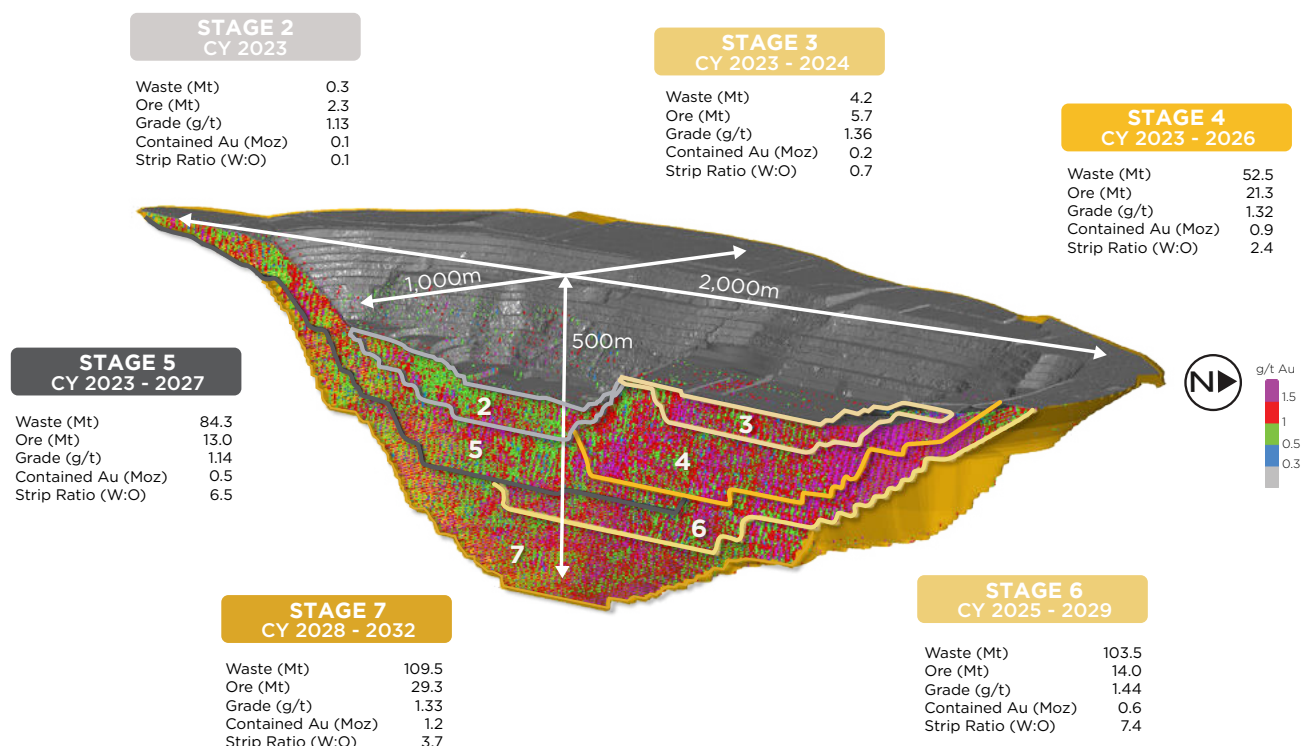 STAGE 2
CY 2023
Waste (Mt) 0.3
Ore (Mt) 2.3
Grade (g/t) 1.13
Contained Au (Moz) 0.1
Strip Ratio (W:O) 0.1
STAGE 3
CY 2023 - 2024
Waste (Mt) 4.2
Ore (Mt) 5.7
Grade (g/t) 1.36
Contained Au (Moz) 0.2
Strip Ratio (W:O) 0.7
STAGE 4
CY 2023 - 2026
Waste (Mt) 52.5
Ore (Mt) 21.3
Grade (g/t) 1.32
Contained Au (Moz) 0.9
Strip Ratio (W:O) 2.4
1,000m
2,000m
500m
STAGE 5
CY 2023 - 2027
Waste (Mt) 84.3
Ore (Mt) 13.0
Grade (g/t) 1.14
Contained Au (Moz) 0.5
Strip Ratio (W:O) 6.5
2
3
5
4
6
7
N
g/t Au
1.5
1
0.5
0.3
STAGE 7
CY 2028 - 2032
Waste (Mt) 109.5
Ore (Mt) 29.3
Grade (g/t) 1.33
Contained Au (Moz) 1.2
Strip Ratio (W:O) 3.7
STAGE 6
CY 2025 - 2029
Waste (Mt) 103.5
Ore (Mt) 14.0
Grade (g/t) 1.44
Contained Au (Moz) 0.6
Strip Ratio (W:O) 7.4